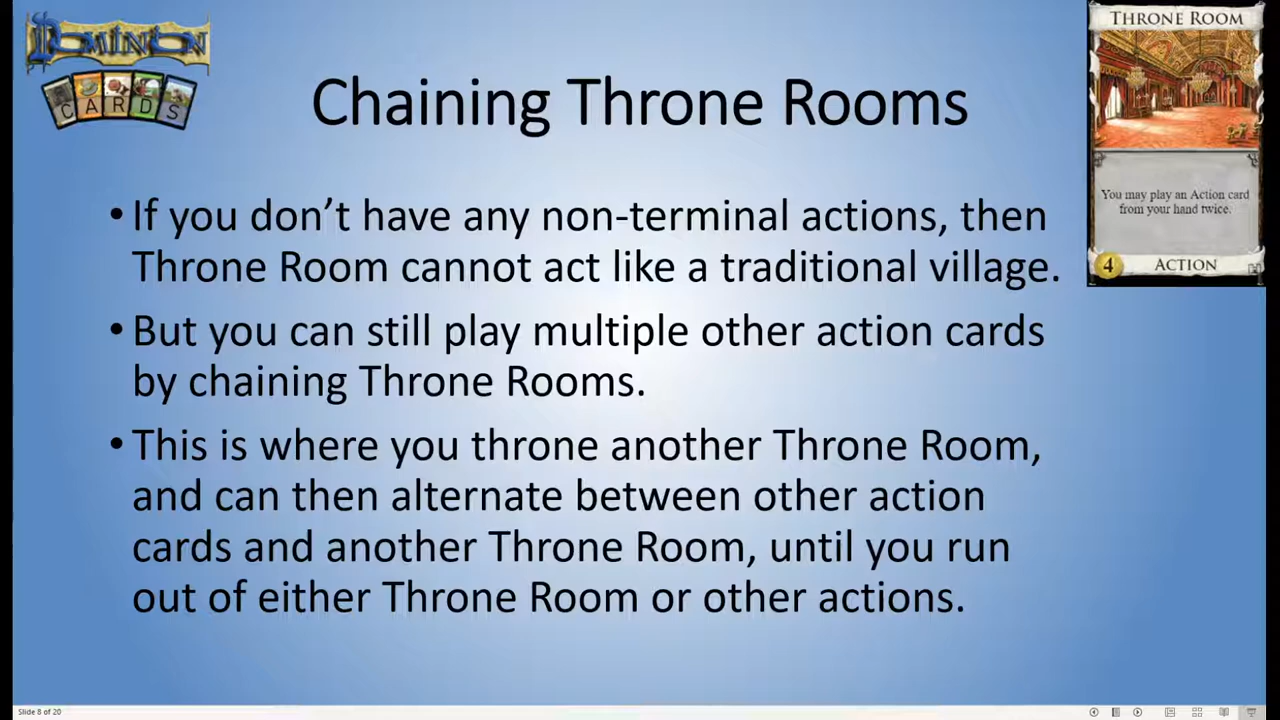 DOMINION
CARDS
Chaining Throne Rooms
THRONE ROOM
You may play an Action card
from your hand twice.
4 ACTION
• If you don’t have any non-terminal actions, then
Throne Room cannot act like a traditional village.
• But you can still play multiple other action cards
by chaining Throne Rooms.
• This is where you throne another Throne Room,
and can then alternate between other action
cards and another Throne Room, until you run
out of either Throne Room or other actions.
Slide 8 of 20